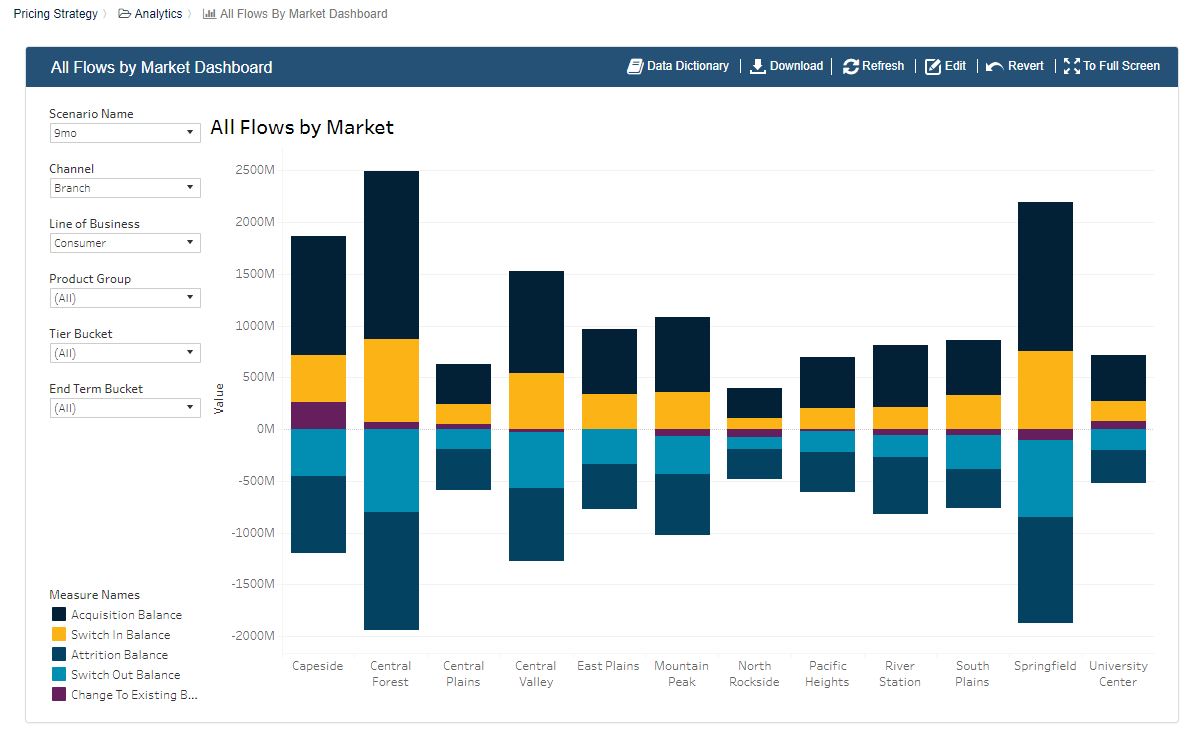 Pricing Strategy 〉 Analytics 〉 All Flows By Market Dashboard
All Flows by Market Dashboard
Data Dictionary | Download | Refresh | Edit | Revert | To Full Screen
Scenario Name
9mo
Channel
Branch
Line of Business
Consumer
Product Group
(All)
Tier Bucket
(All)
End Term Bucket
(All)
All Flows by Market
Value
2500M
2000M
1500M
1000M
500M
0M
-500M
-1000M
-1500M
-2000M
Capeside
Central
Forest
Central
Plains
Central
Valley
East Plains
Mountain
Peak
North
Rockside
Pacific
Heights
River
Station
South
Plains
Springfield
University
Center
Measure Names
Acquisition Balance
Switch In Balance
Attrition Balance
Switch Out Balance
Change To Existing B...